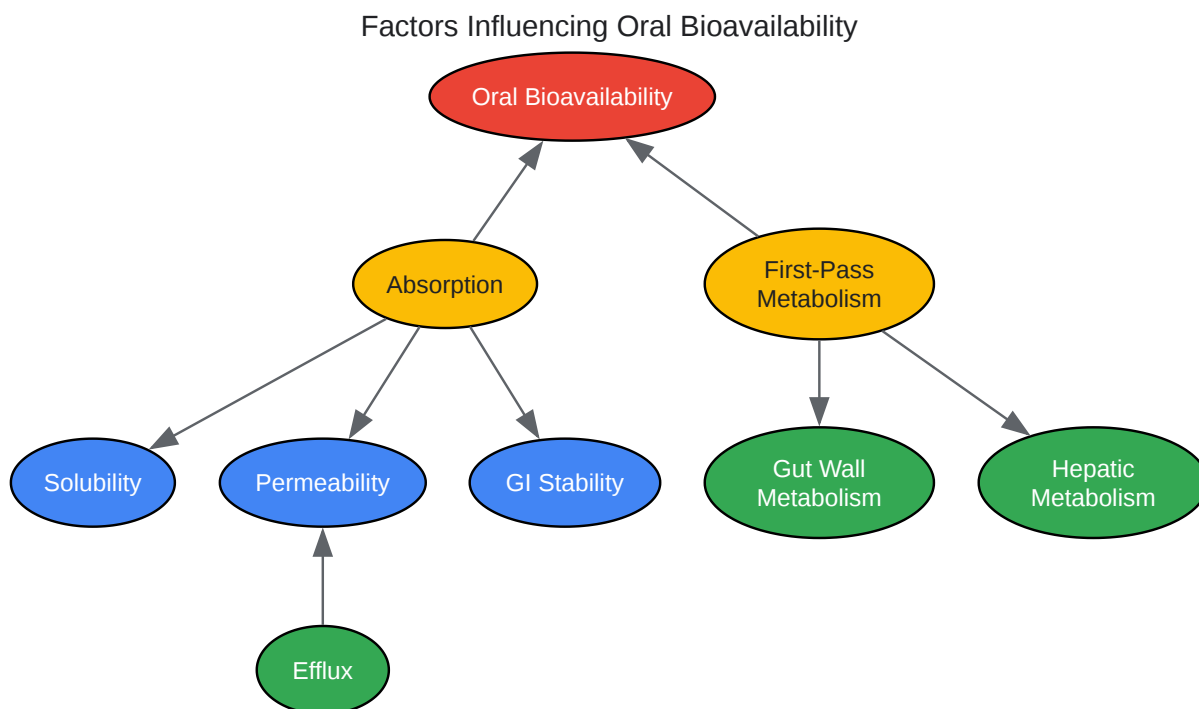 Factors Influencing Oral Bioavailability
Oral Bioavailability
Absorption
First-Pass
Metabolism
Solubility
Permeability
GI Stability
Gut Wall
Metabolism
Hepatic
Metabolism
Efflux